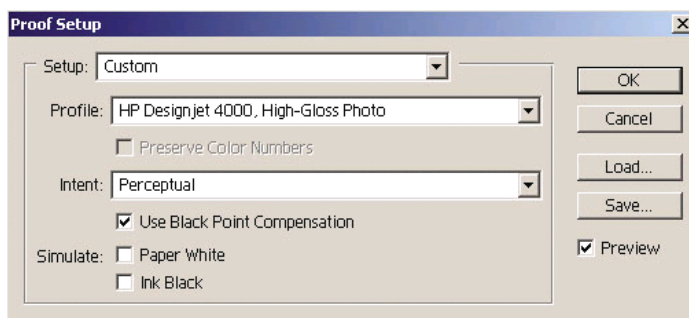 Proof Setup
Setup: Custom
Profile: HP Designjet 4000, High-Gloss Photo
Preserve Color Numbers
Intent: Perceptual
Use Black Point Compensation
Simulate: Paper White
Ink Black
OK
Cancel
Load...
Save...
Preview